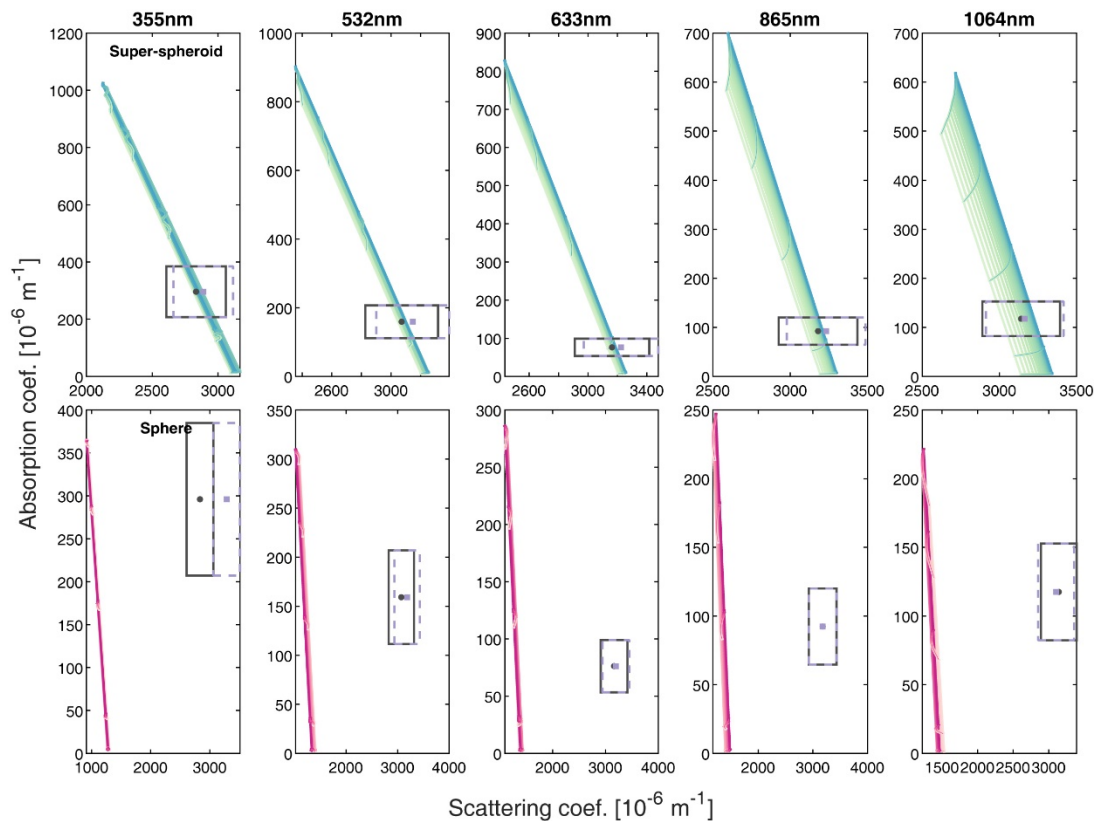 355nm 532nm 633nm 865nm 1064nm
Super-spheroid
1200 1000 800 600 400 200 0
2000 2500 3000
1000 800 600 400 200 0
2400 2800 3200
900 800 700 600 500 400 300 200 100 0
2400 2800 3200 3400
700 600 500 400 300 200 100 0
2500 3000 3500
700 600 500 400 300 200 100 0
2500 3000 3500
Absorption coef. [10⁻⁶ m⁻¹]
Sphere
400 350 300 250 200 150 100 50 0
1000 2000 3000
350 300 250 200 150 100 50 0
2000 3000 4000
300 250 200 150 100 50 0
2000 3000 4000
250 200 150 100 50 0
2000 3000 4000
250 200 150 100 50 0
1500 2000 2500 3000
Scattering coef. [10⁻⁶ m⁻¹]